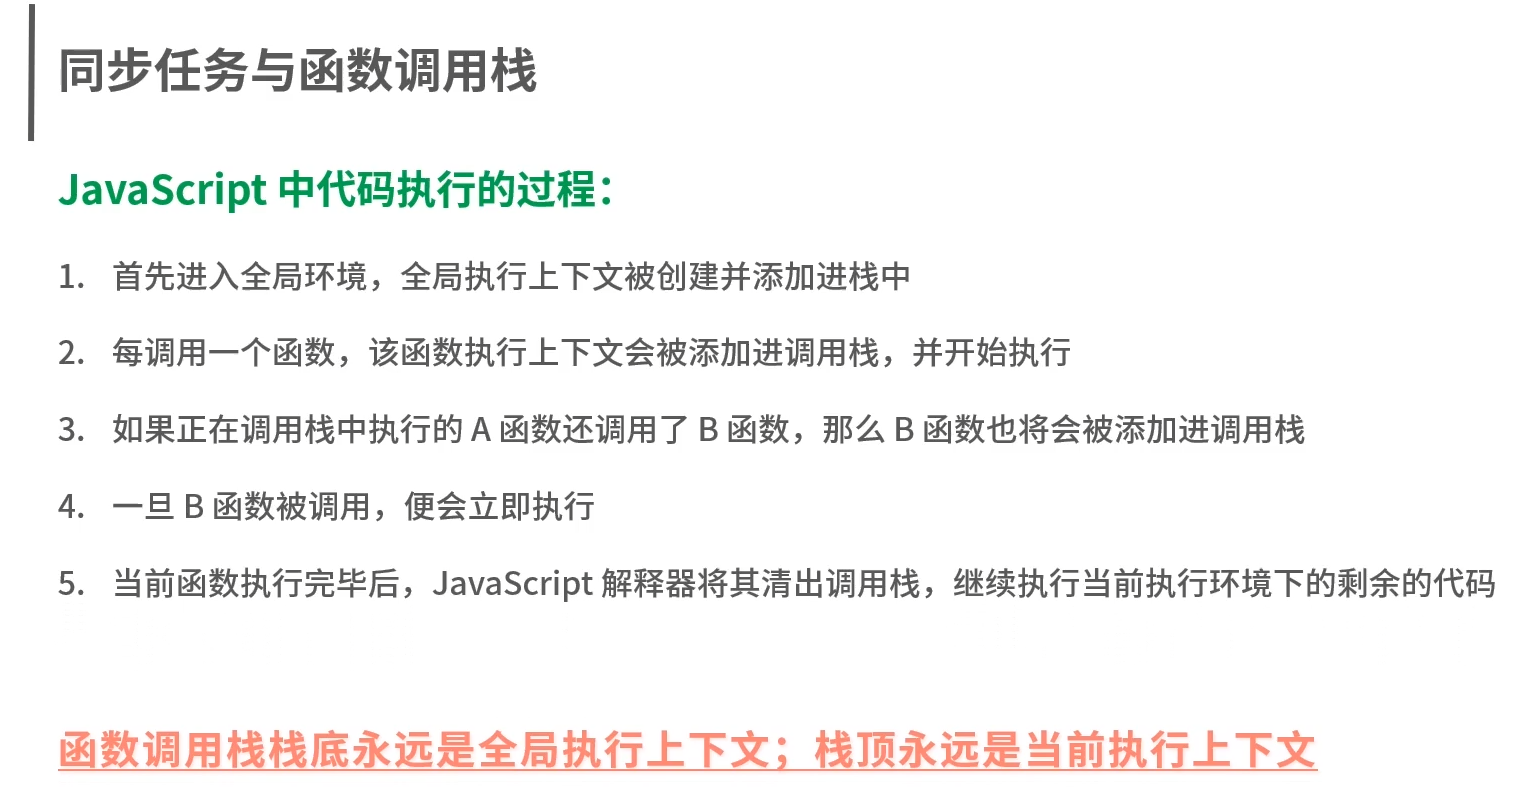 同步任务与函数调用栈
JavaScript 中代码执行的过程：
1. 首先进入全局环境，全局执行上下文被创建并添加进栈中
2. 每调用一个函数，该函数执行上下文会被添加进调用栈，并开始执行
3. 如果正在调用栈中执行的 A 函数还调用了 B 函数，那么 B 函数也将会被添加进调用栈
4. 一旦 B 函数被调用，便会立即执行
5. 当前函数执行完毕后，JavaScript 解释器将其清出调用栈，继续执行当前执行环境下的剩余的代码
函数调用栈栈底永远是全局执行上下文；栈顶永远是当前执行上下文